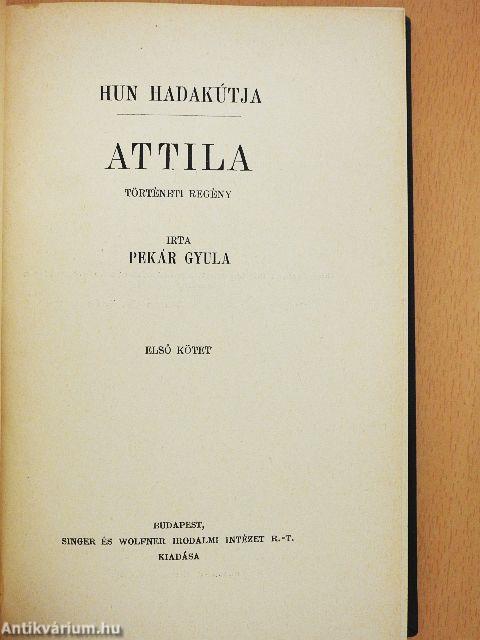 HUN HADAKÚTJA
ATTILA
TÖRTÉNETI REGÉNY
IRTA
PEKÁR GYULA
ELSŐ KÖTET
BUDAPEST,
SINGER ÉS WOLFNER IRODALMI INTÉZET R.-T.
KIADÁSA
Antikvárium.hu